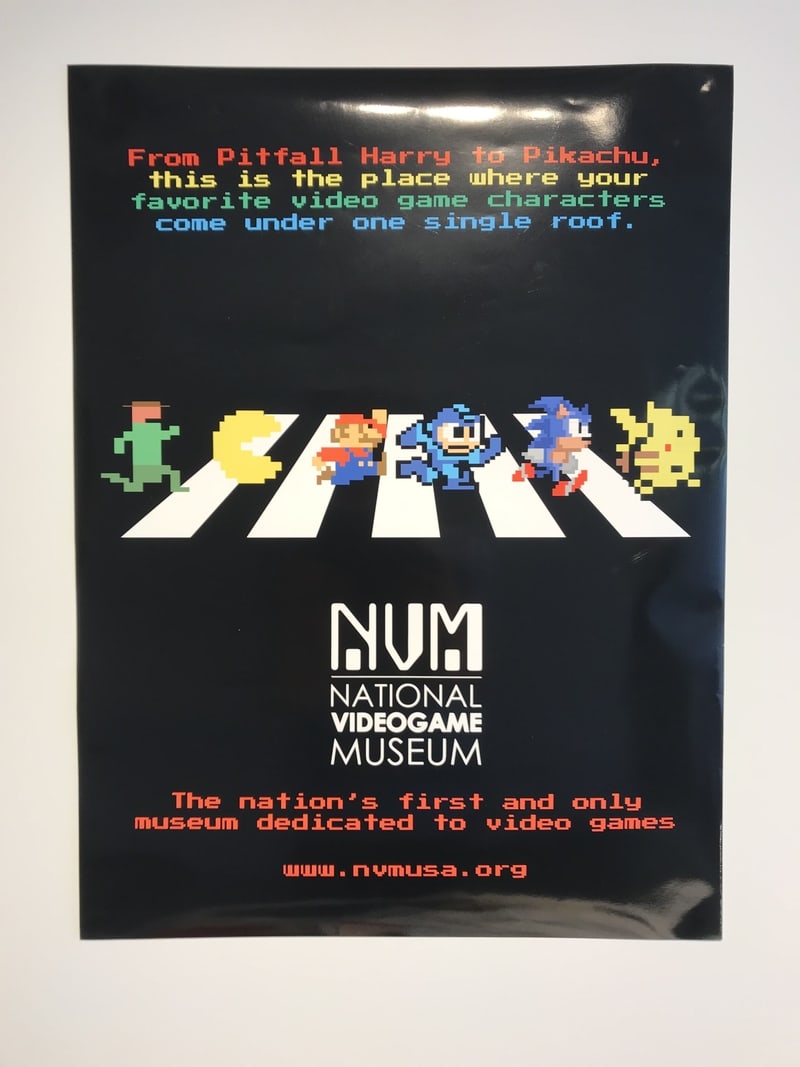 From Pitfall Harry to Pikachu,
this is the place where your
favorite video game characters
come under one single roof.
NVM
NATIONAL
VIDEOGAME
MUSEUM
The nation's first and only
museum dedicated to video games
www.nvmusa.org